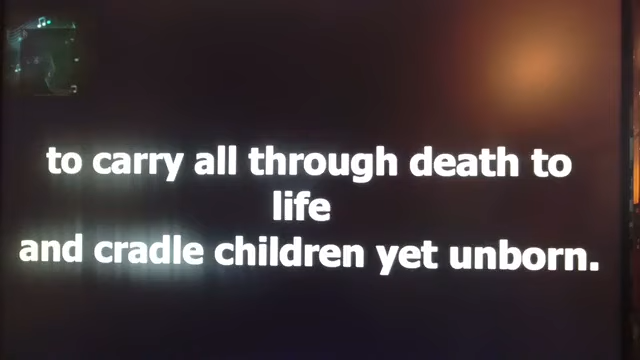 to carry all through death to
life
and cradle children yet unborn.